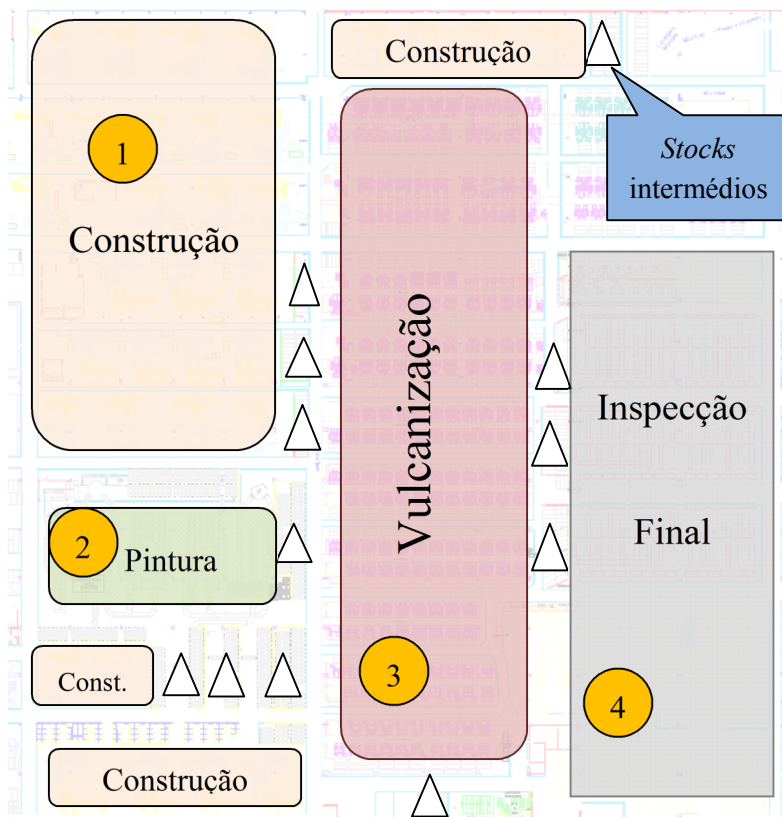 Construção
1
Stocks
intermédios
Construção
Vulcanização
Inspecção
Final
2
Pintura
Const.
3
4
Construção